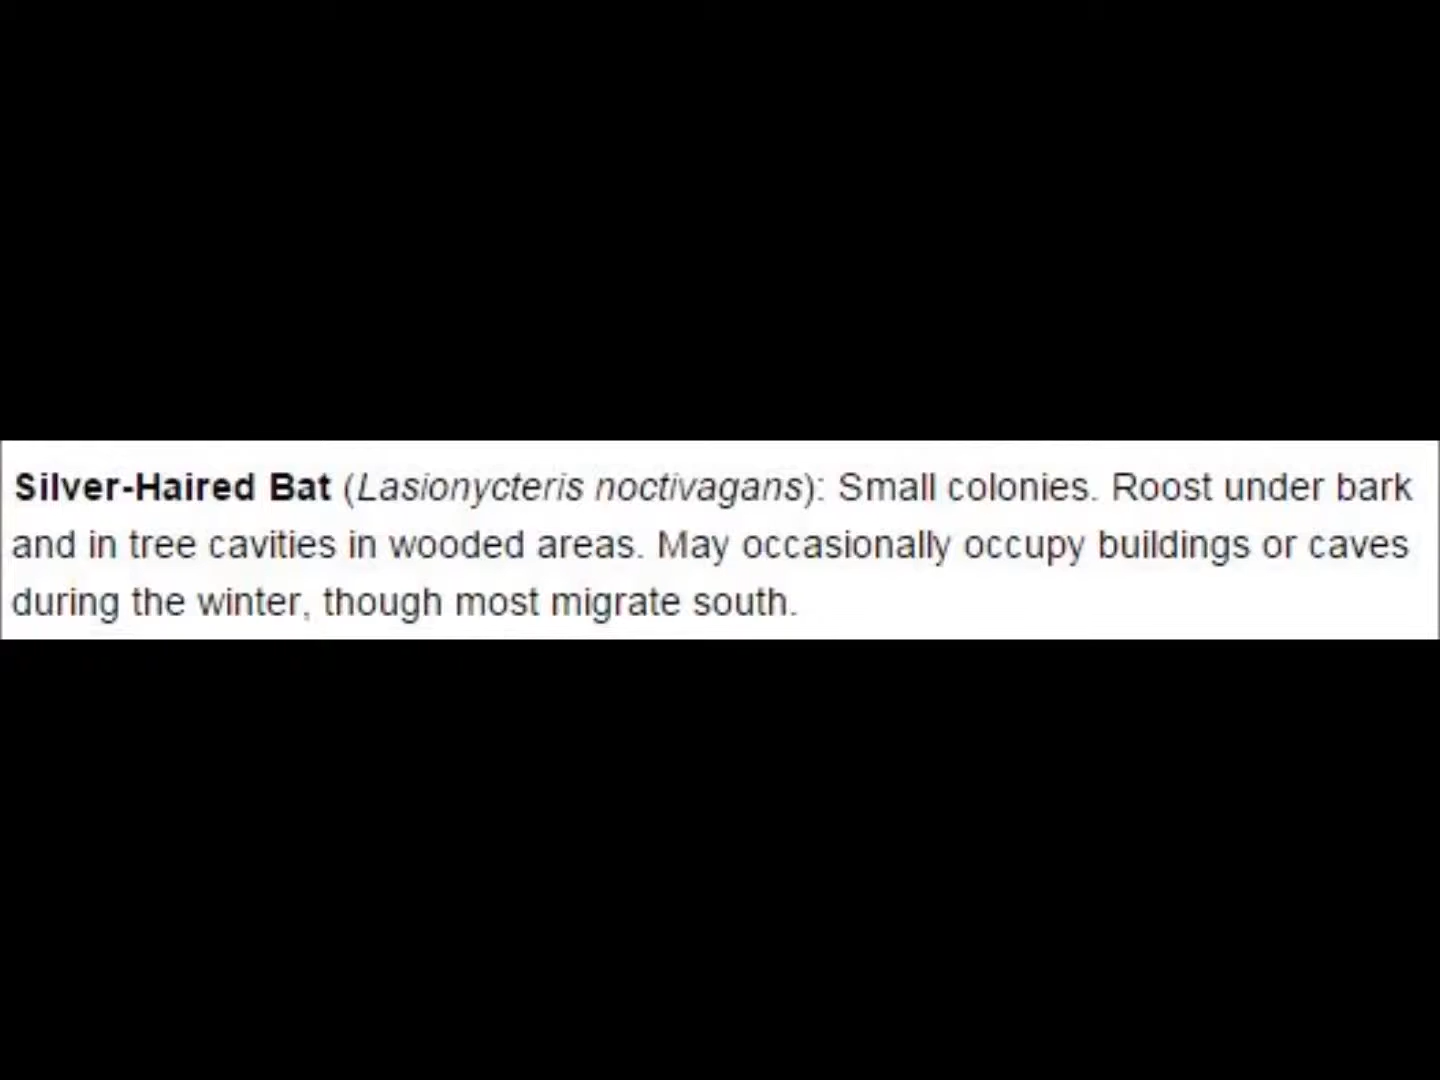 Silver-Haired Bat (Lasionycteris noctivagans): Small colonies. Roost under bark
and in tree cavities in wooded areas. May occasionally occupy buildings or caves
during the winter, though most migrate south.